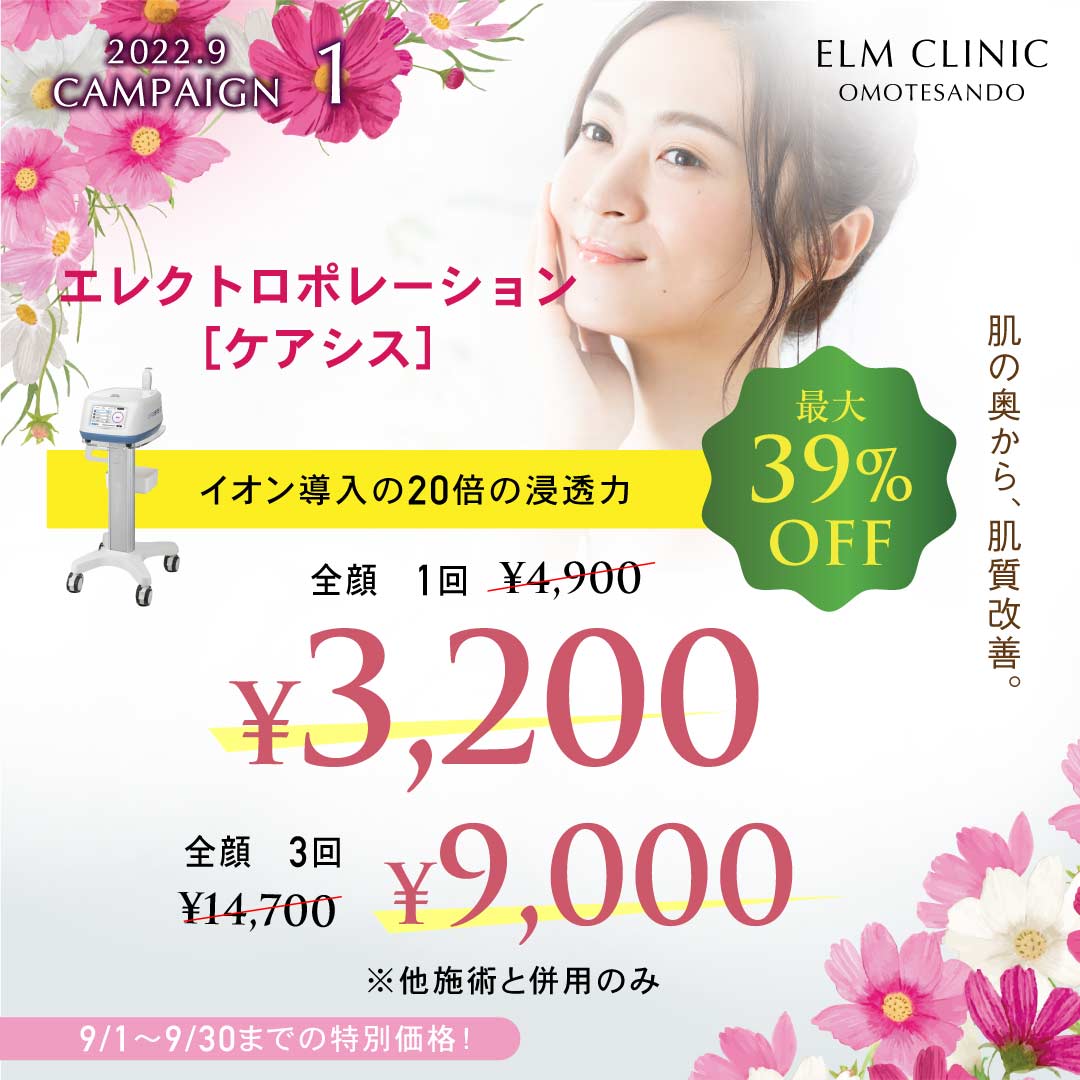 2022.9
CAMPAIGN 1
ELM CLINIC
OMOTESANDO
エレクトロポレーション
［ケアシス］
イオン導入の20倍の浸透力
最大
39%
OFF
肌の奥から、肌質改善。
全顔 1回 ¥4,900
¥3,200
全顔 3回
¥14,700
¥9,000
※他施術と併用のみ
9/1〜9/30までの特別価格！